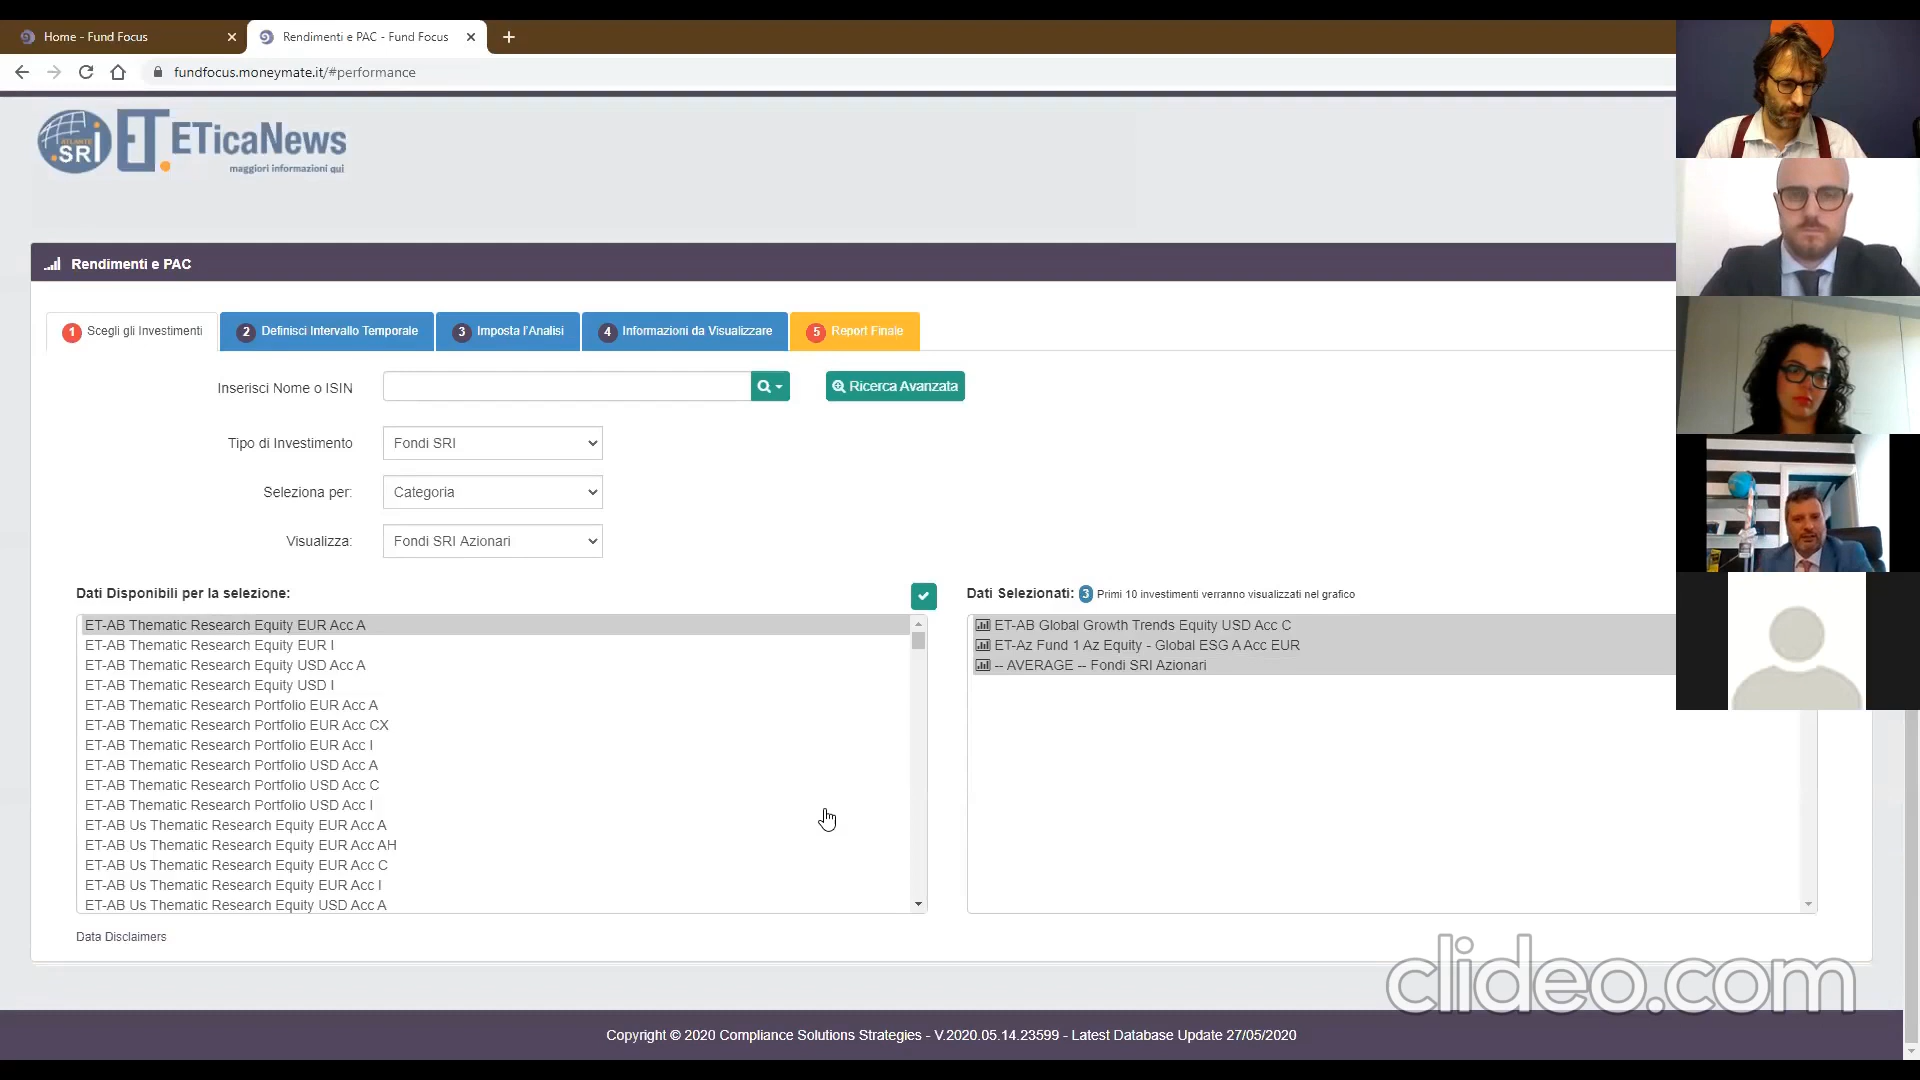 Home - Fund Focus
Rendimenti e PAC - Fund Focus
fundfocus.moneymate.it/#performance
ATLANTE
.SRI ET. ETicaNews
maggiori informazioni qui
Rendimenti e PAC
1 Scegli gli Investimenti
2 Definisci Intervallo Temporale
3 Imposta l'Analisi
4 Informazioni da Visualizzare
5 Report Finale
Inserisci Nome o ISIN
Ricerca Avanzata
Tipo di Investimento
Fondi SRI
Seleziona per:
Categoria
Visualizza:
Fondi SRI Azionari
Dati Disponibili per la selezione:
ET-AB Thematic Research Equity EUR Acc A
ET-AB Thematic Research Equity EUR I
ET-AB Thematic Research Equity USD Acc A
ET-AB Thematic Research Equity USD I
ET-AB Thematic Research Portfolio EUR Acc A
ET-AB Thematic Research Portfolio EUR Acc CX
ET-AB Thematic Research Portfolio EUR Acc I
ET-AB Thematic Research Portfolio USD Acc A
ET-AB Thematic Research Portfolio USD Acc C
ET-AB Thematic Research Portfolio USD Acc I
ET-AB Us Thematic Research Equity EUR Acc A
ET-AB Us Thematic Research Equity EUR Acc AH
ET-AB Us Thematic Research Equity EUR Acc C
ET-AB Us Thematic Research Equity EUR Acc I
ET-AB Us Thematic Research Equity USD Acc A
Dati Selezionati: 3 Primi 10 investimenti verranno visualizzati nel grafico
ET-AB Global Growth Trends Equity USD Acc C
ET-Az Fund 1 Az Equity - Global ESG A Acc EUR
-- AVERAGE -- Fondi SRI Azionari
Data Disclaimers
clideo.com
Copyright © 2020 Compliance Solutions Strategies - V.2020.05.14.23599 - Latest Database Update 27/05/2020